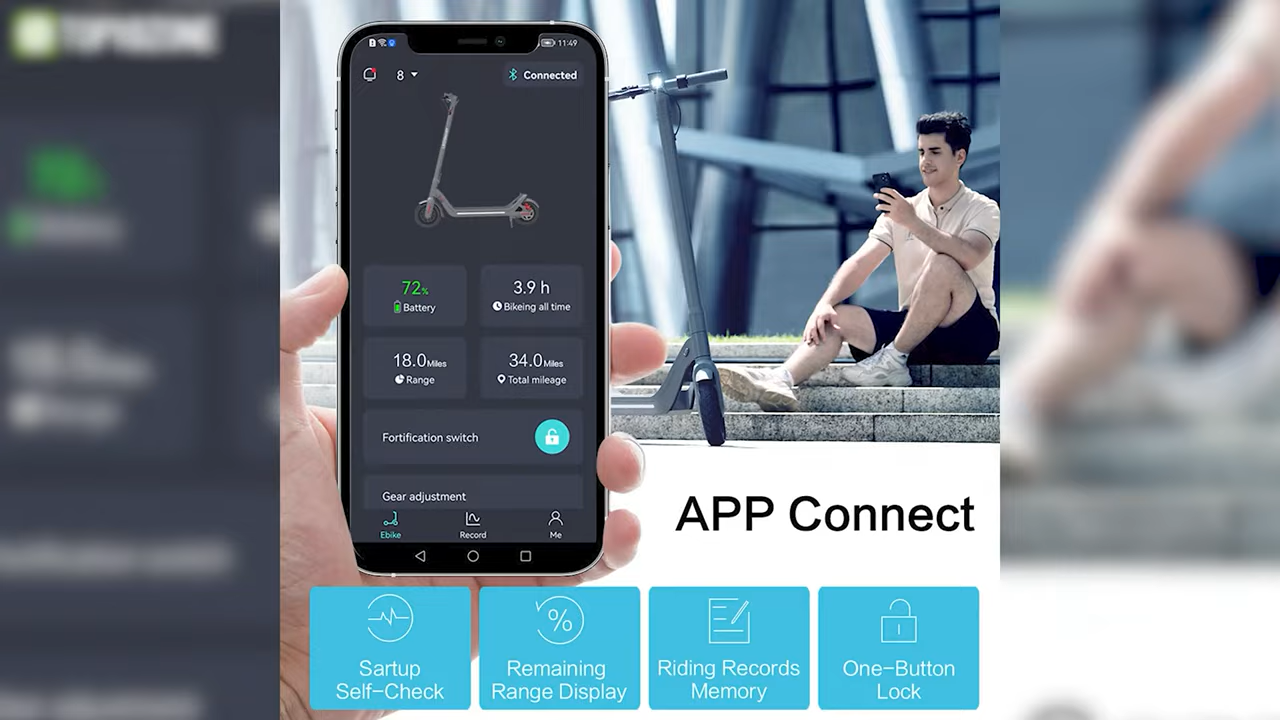 11:49
8
Connected
72%
Battery
3.9 h
Bikeing all time
18.0Miles
Range
34.0Miles
Total mileage
Fortification switch
Gear adjustment
Ebike
Record
Me
APP Connect
Sartup
Self-Check
%
Remaining
Range Display
Riding Records
Memory
One-Button
Lock